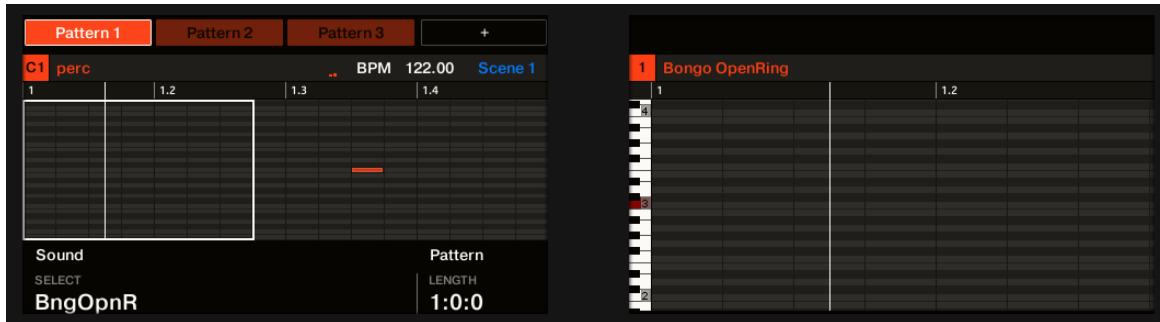 Pattern 1 Pattern 2 Pattern 3 +
C1 perc BPM 122.00 Scene 1
1 1.2 1.3 1.4
Sound Pattern
SELECT LENGTH
BngOpnR 1:0:0
1 Bongo OpenRing
1 1.2
4
3
2